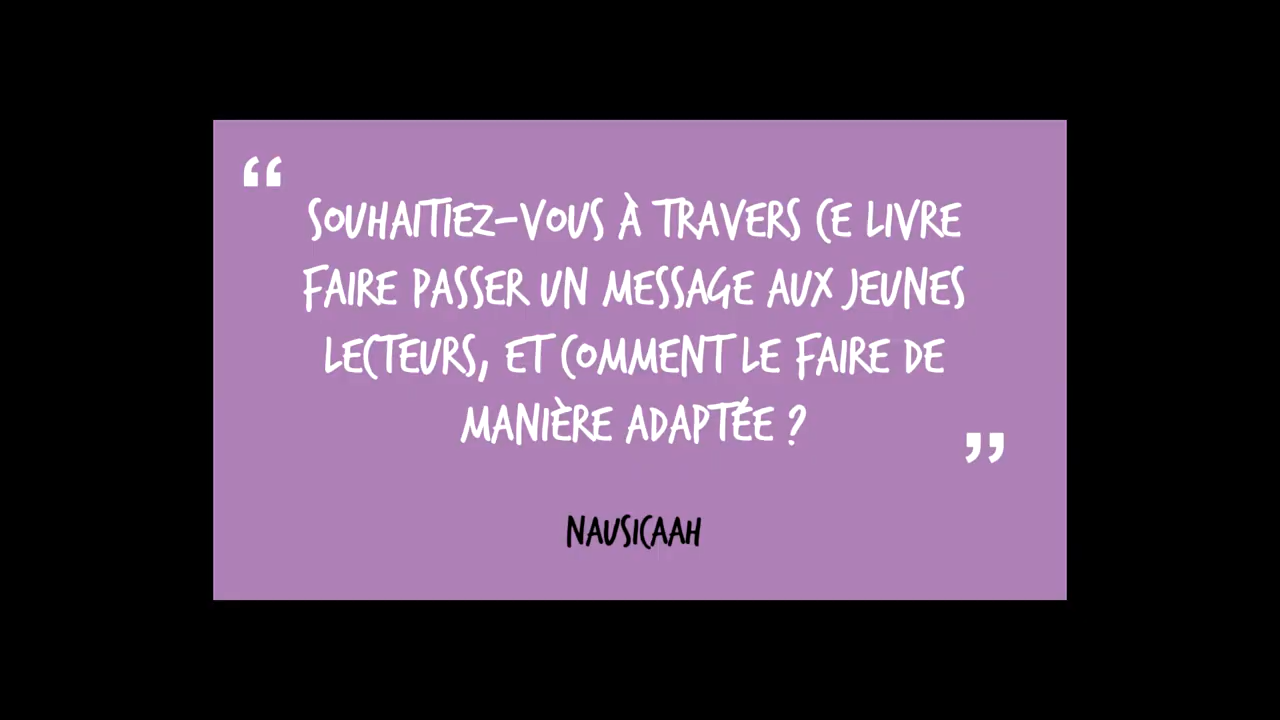 “
SOUHAITIEZ-VOUS À TRAVERS CE LIVRE
FAIRE PASSER UN MESSAGE AUX JEUNES
LECTEURS, ET COMMENT LE FAIRE DE
MANIÈRE ADAPTÉE ?
”
NAUSICAAH